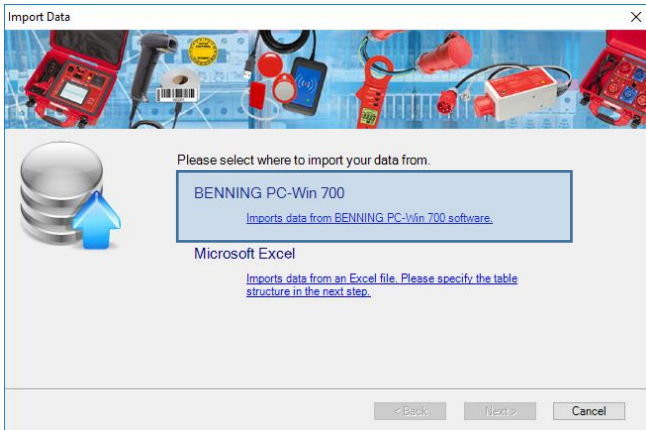 Import Data
Please select where to import your data from.
BENNING PC-Win 700
Imports data from BENNING PC-Win 700 software.
Microsoft Excel
Imports data from an Excel file. Please specify the table
structure in the next step.
< Back
Next >
Cancel